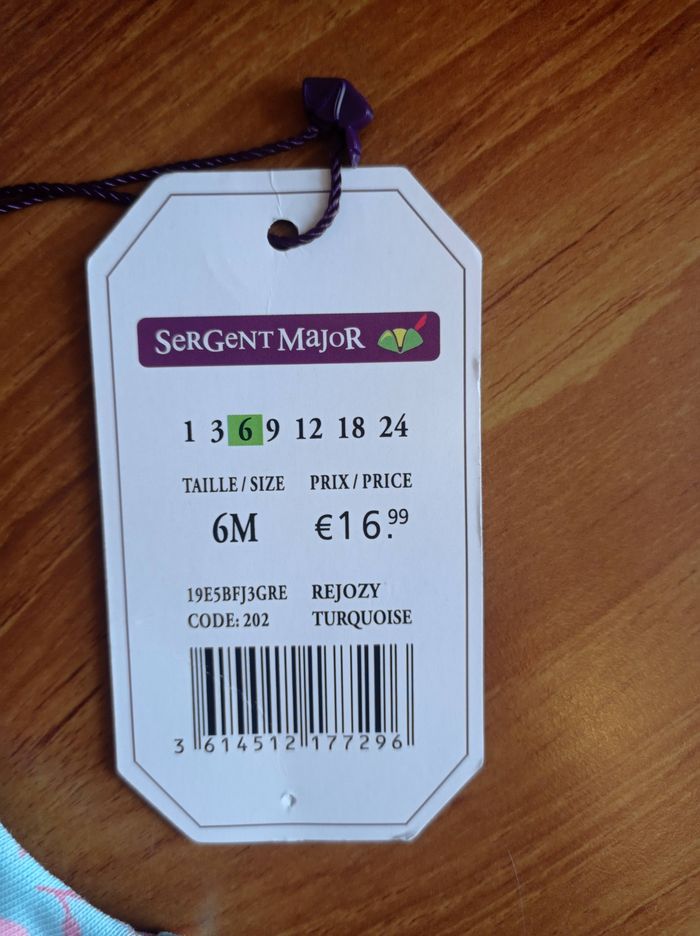 SeRGeNT MajoR
1 3 6 9 12 18 24
TAILLE / SIZE PRIX / PRICE
6M €16.99
19E5BFJ3GRE REJOZY
CODE: 202 TURQUOISE
3 614512 177296